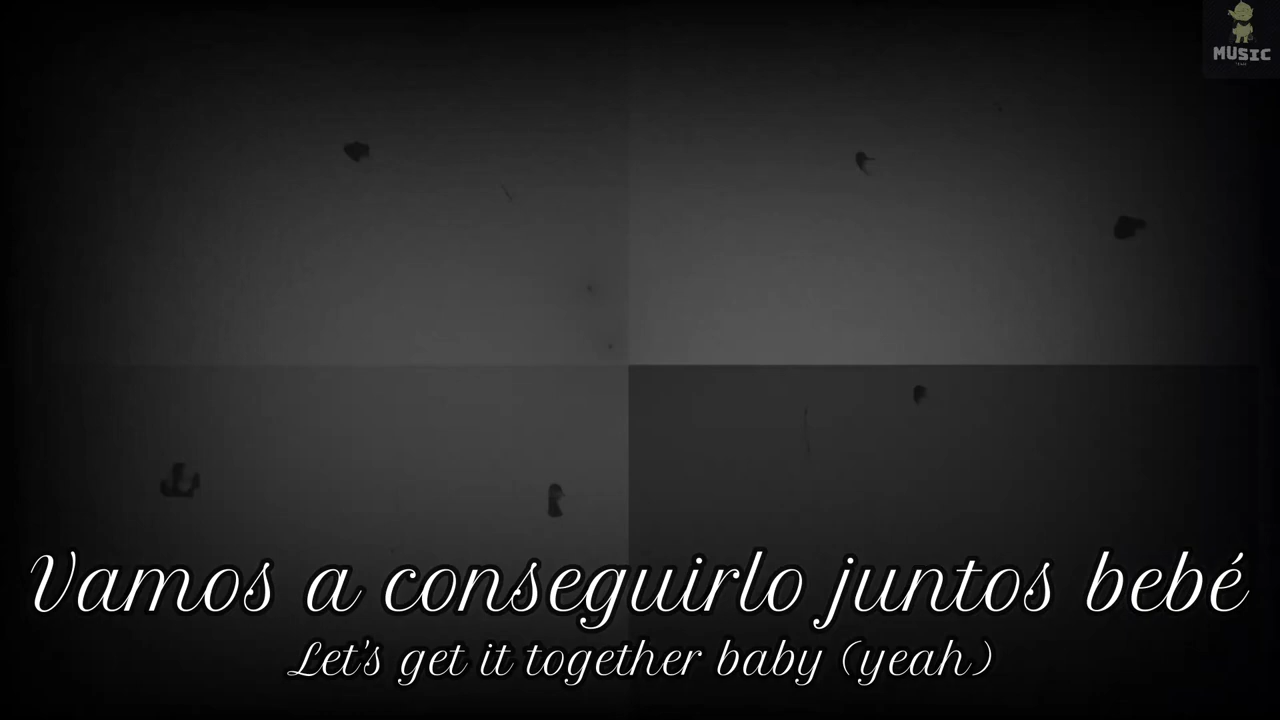 MUSIC
Vamos a conseguirlo juntos bebé
Let's get it together baby (yeah)